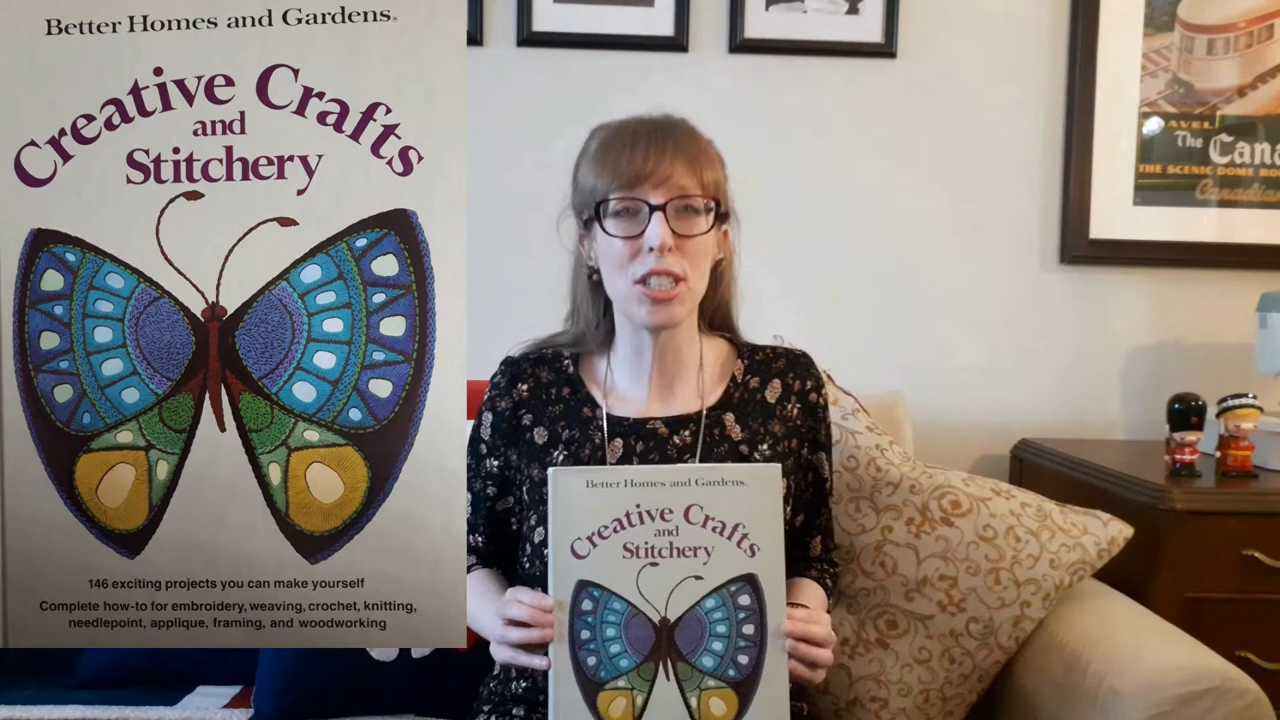 Better Homes and Gardens®
Creative Crafts
and
Stitchery
146 exciting projects you can make yourself
Complete how-to for embroidery, weaving, crochet, knitting,
needlepoint, applique, framing, and woodworking
Better Homes and Gardens®
Creative Crafts
and
Stitchery
The
THE SCENIC DOME